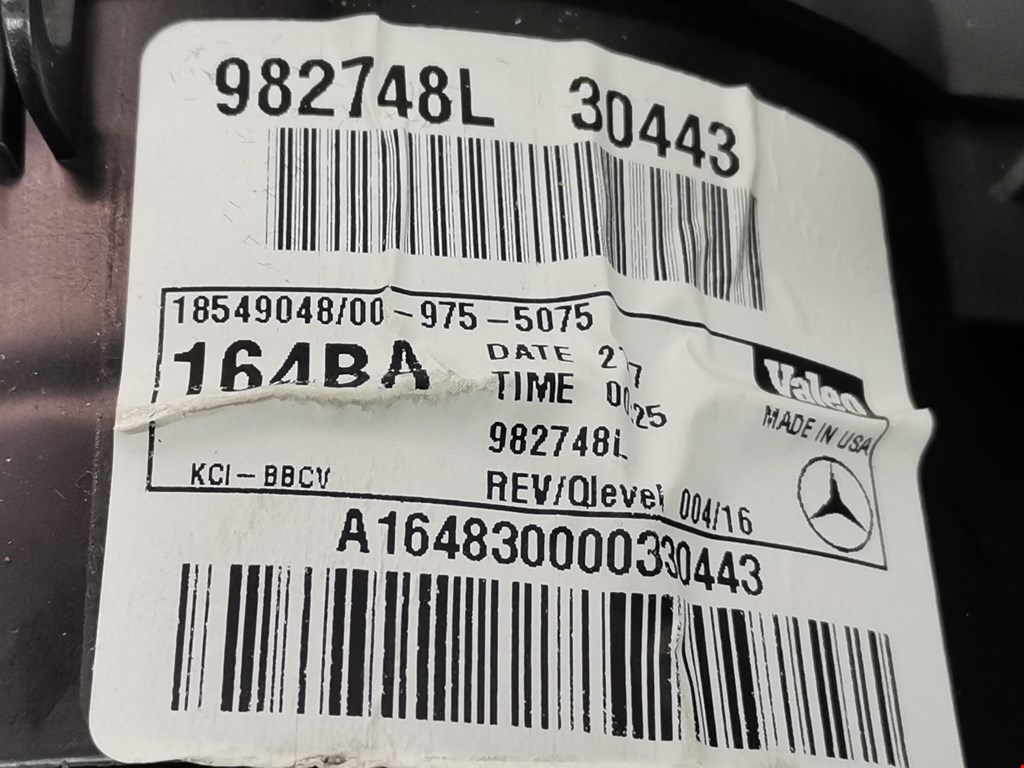 982748L 30443
18549048/00-975-5075
164BA
DATE
TIME
982748L
KCI-BBCV
REV/Qlevel 004/16
Valeo
MADE IN USA
A164830000330443